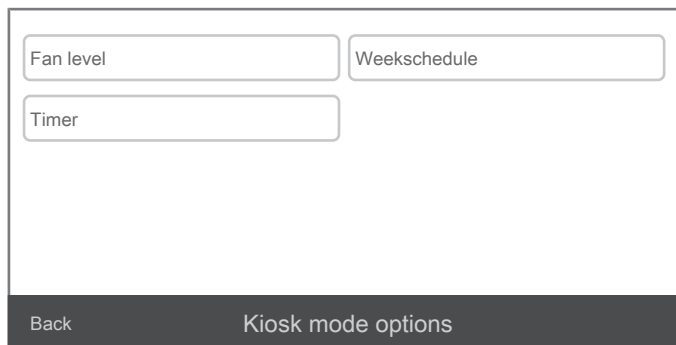 Fan level
Weekschedule
Timer
Back
Kiosk mode options